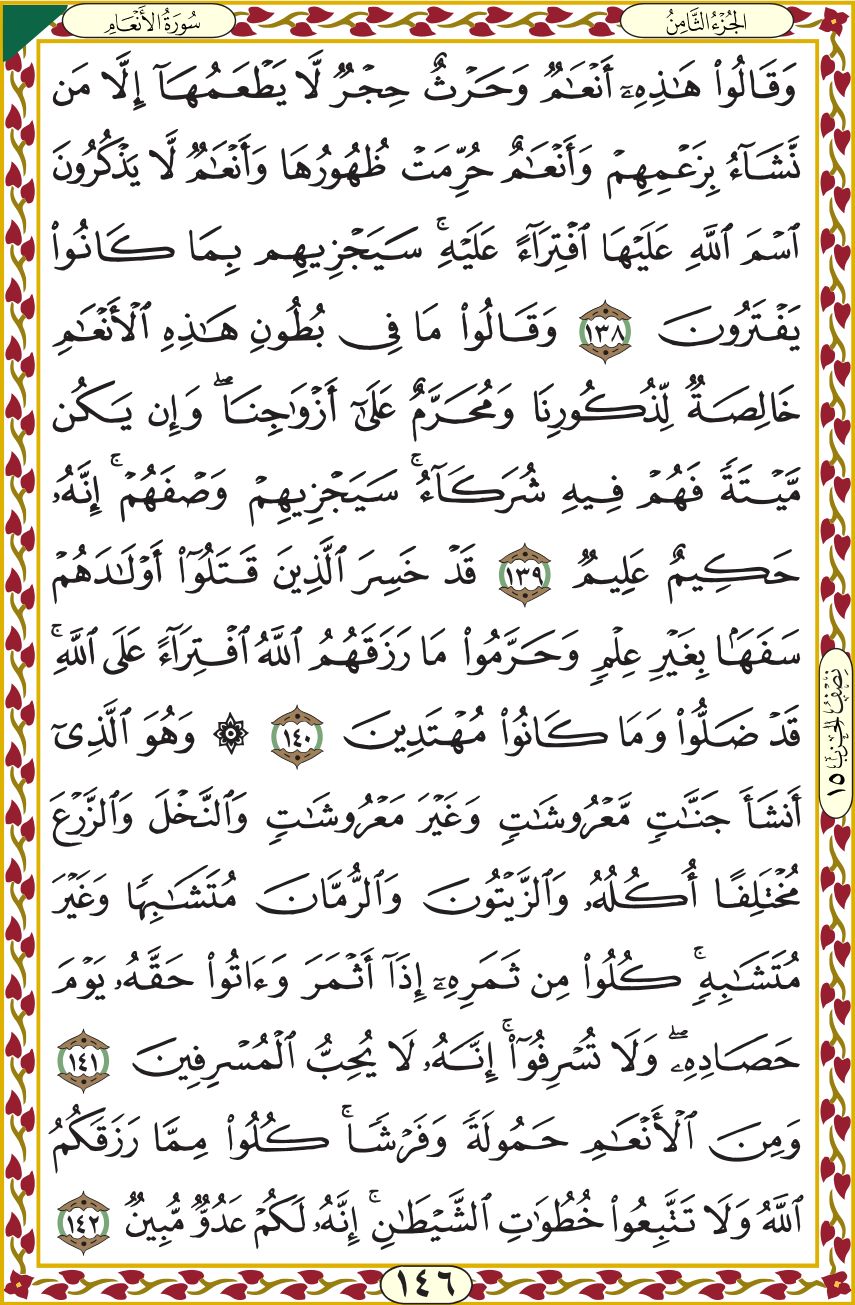 الجُزْءُ الثَّامِنُ
سُورَةُ الأَنْعَامِ
وَقَالُوا۟ هَـٰذِهِۦٓ أَنْعَـٰمٌۭ وَحَرْثٌ حِجْرٌۭ لَّا يَطْعَمُهَآ إِلَّا مَن
نَّشَآءُ بِزَعْمِهِمْ وَأَنْعَـٰمٌ حُرِّمَتْ ظُهُورُهَا وَأَنْعَـٰمٌۭ لَّا يَذْكُرُونَ
ٱسْمَ ٱللَّهِ عَلَيْهَا ٱفْتِرَآءً عَلَيْهِ ۚ سَيَجْزِيهِم بِمَا كَانُوا۟
يَفْتَرُونَ ١٣٨ وَقَالُوا۟ مَا فِى بُطُونِ هَـٰذِهِ ٱلْأَنْعَـٰمِ
خَالِصَةٌۭ لِّذُكُورِنَا وَمُحَرَّمٌ عَلَىٰٓ أَزْوَٰجِنَا ۖ وَإِن يَكُن
مَّيْتَةًۭ فَهُمْ فِيهِ شُرَكَآءُ ۚ سَيَجْزِيهِمْ وَصْفَهُمْ ۚ إِنَّهُۥ
حَكِيمٌ عَلِيمٌۭ ١٣٩ قَدْ خَسِرَ ٱلَّذِينَ قَتَلُوٓا۟ أَوْلَـٰدَهُمْ
سَفَهًۢا بِغَيْرِ عِلْمٍۢ وَحَرَّمُوا۟ مَا رَزَقَهُمُ ٱللَّهُ ٱفْتِرَآءً عَلَى ٱللَّهِ ۚ
قَدْ ضَلُّوا۟ وَمَا كَانُوا۟ مُهْتَدِينَ ١٤٠ ۞ وَهُوَ ٱلَّذِىٓ
أَنشَأَ جَنَّـٰتٍۢ مَّعْرُوشَـٰتٍۢ وَغَيْرَ مَعْرُوشَـٰتٍۢ وَٱلنَّخْلَ وَٱلزَّرْعَ
مُخْتَلِفًا أُكُلُهُۥ وَٱلزَّيْتُونَ وَٱلرُّمَّانَ مُتَشَـٰبِهًۭا وَغَيْرَ
مُتَشَـٰبِهٍۢ ۚ كُلُوا۟ مِن ثَمَرِهِۦٓ إِذَآ أَثْمَرَ وَءَاتُوا۟ حَقَّهُۥ يَوْمَ
حَصَادِهِۦ ۖ وَلَا تُسْرِفُوٓا۟ ۚ إِنَّهُۥ لَا يُحِبُّ ٱلْمُسْرِفِينَ ١٤١
وَمِنَ ٱلْأَنْعَـٰمِ حَمُولَةًۭ وَفَرْشًۭا ۚ كُلُوا۟ مِمَّا رَزَقَكُمُ
ٱللَّهُ وَلَا تَتَّبِعُوا۟ خُطُوَٰتِ ٱلشَّيْطَـٰنِ ۚ إِنَّهُۥ لَكُمْ عَدُوٌّۭ مُّبِينٌۭ ١٤٢
نِصْفُ الحِزْبِ ١٥
١٤٦